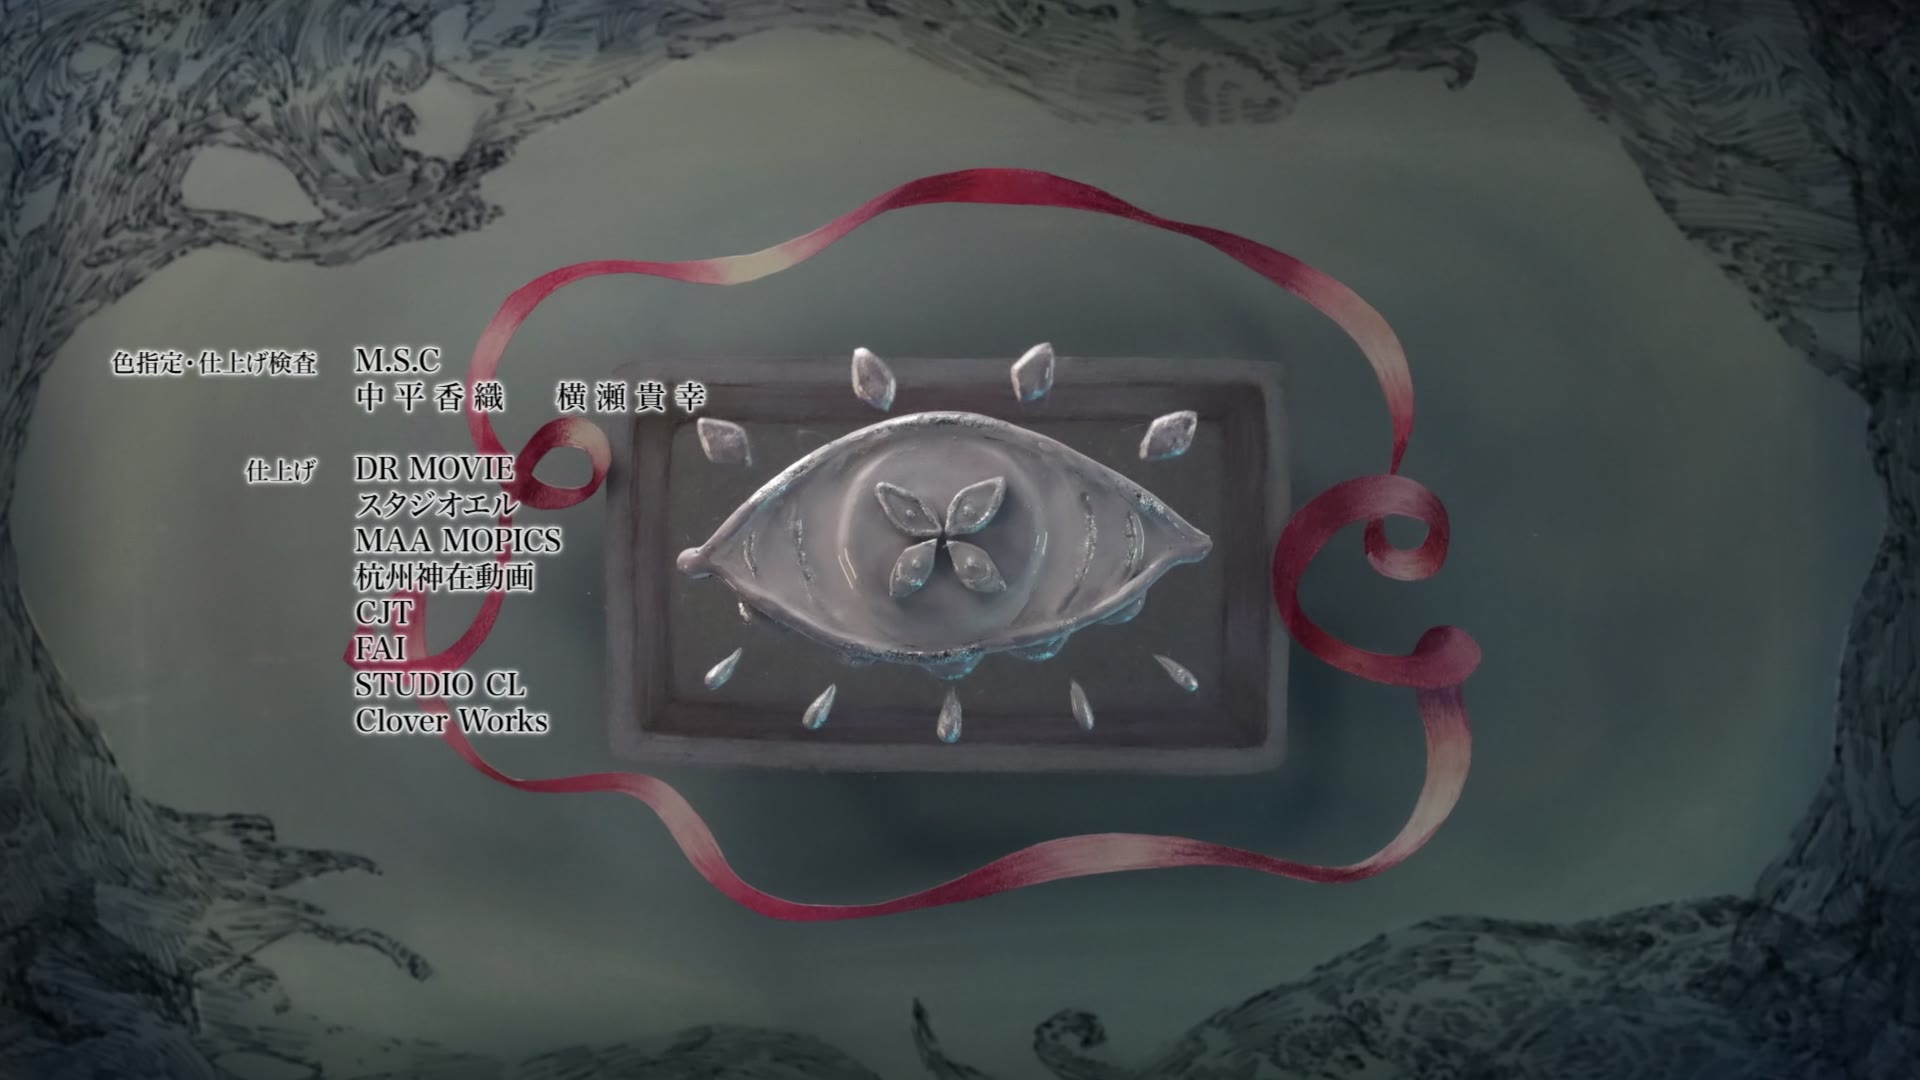 色指定・仕上げ検査 M.S.C
中平香織 横瀬貴幸
仕上げ DR MOVIE
スタジオエル
MAA MOPICS
杭州神在動画
CJT
FAI
STUDIO CL
Clover Works